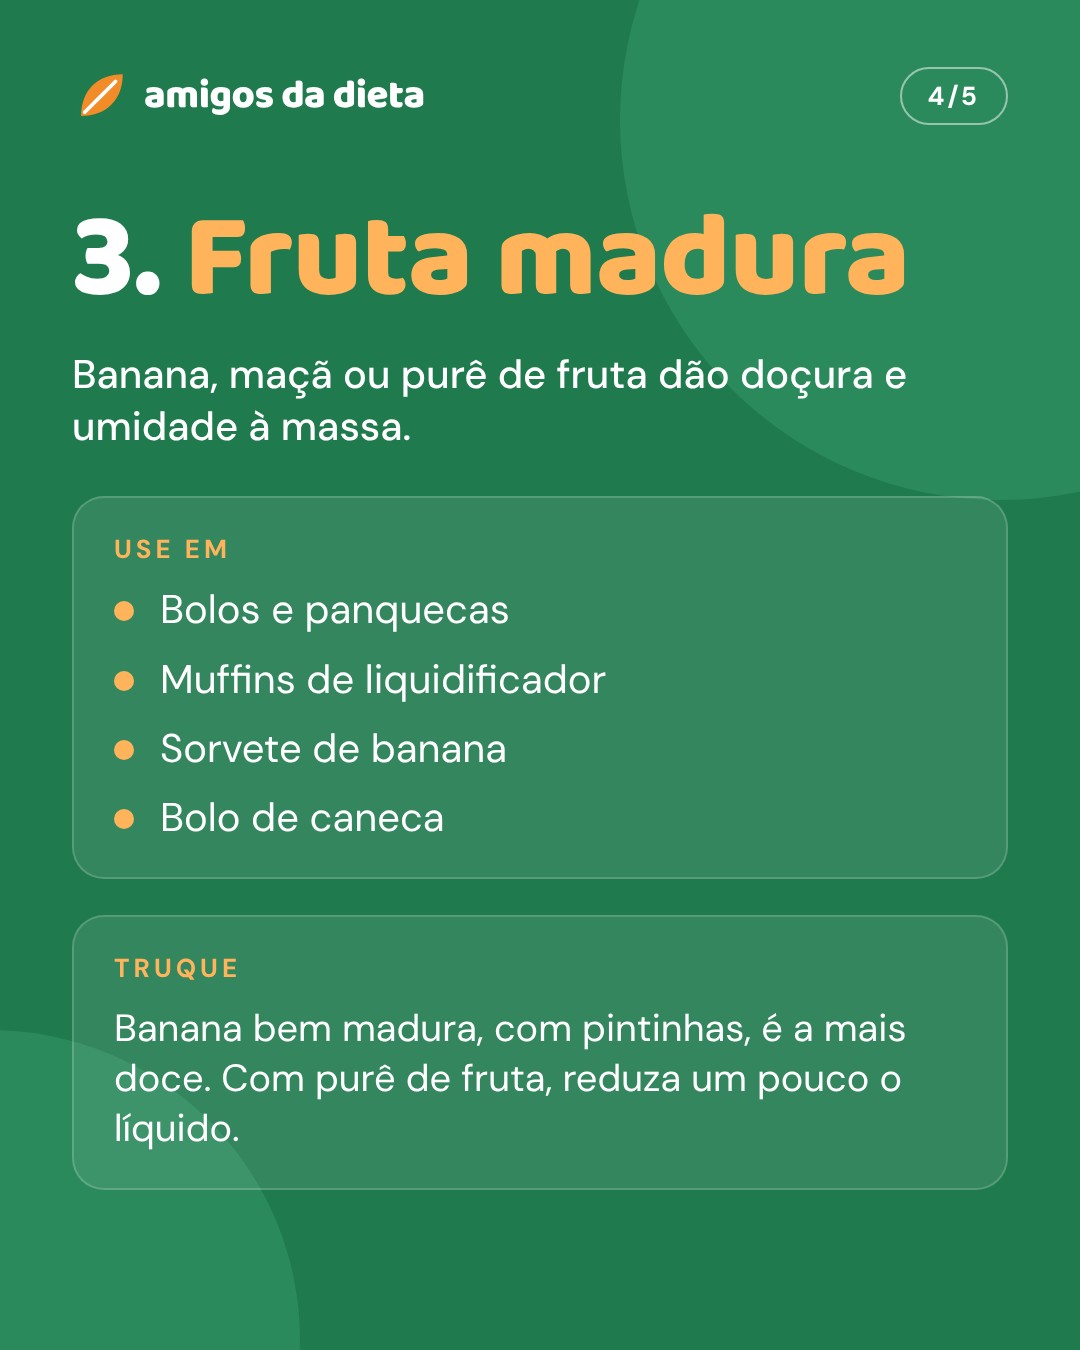 amigos da dieta
4/5
3. Fruta madura
Banana, maçã ou purê de fruta dão doçura e
umidade à massa.
USE EM
Bolos e panquecas
Muffins de liquidificador
Sorvete de banana
Bolo de caneca
TRUQUE
Banana bem madura, com pintinhas, é a mais
doce. Com purê de fruta, reduza um pouco o
líquido.